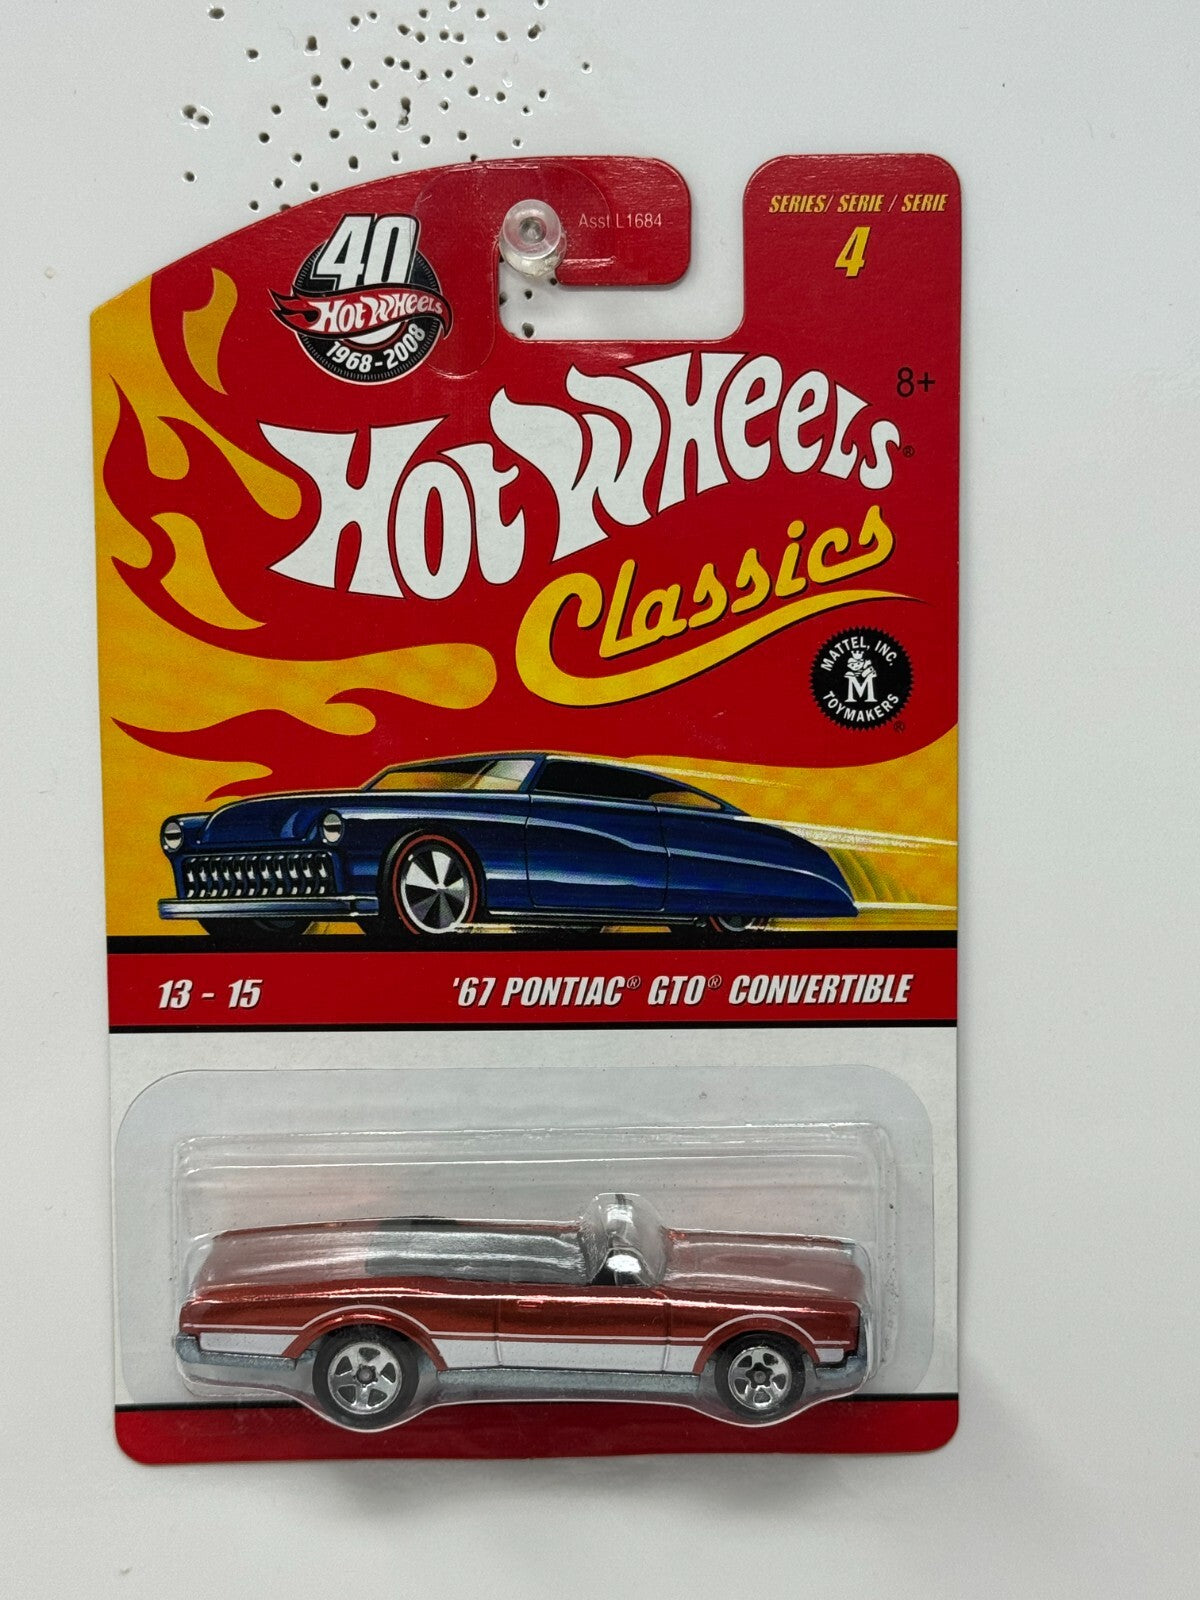 Asst L1684
SERIES/ SERIE / SERIE
4
40
HOT WHEELS
1968-2008
8+
HOT WHEELS®
Classics
MATTEL, INC.
M
TOYMAKERS®
13 - 15
'67 PONTIAC® GTO® CONVERTIBLE